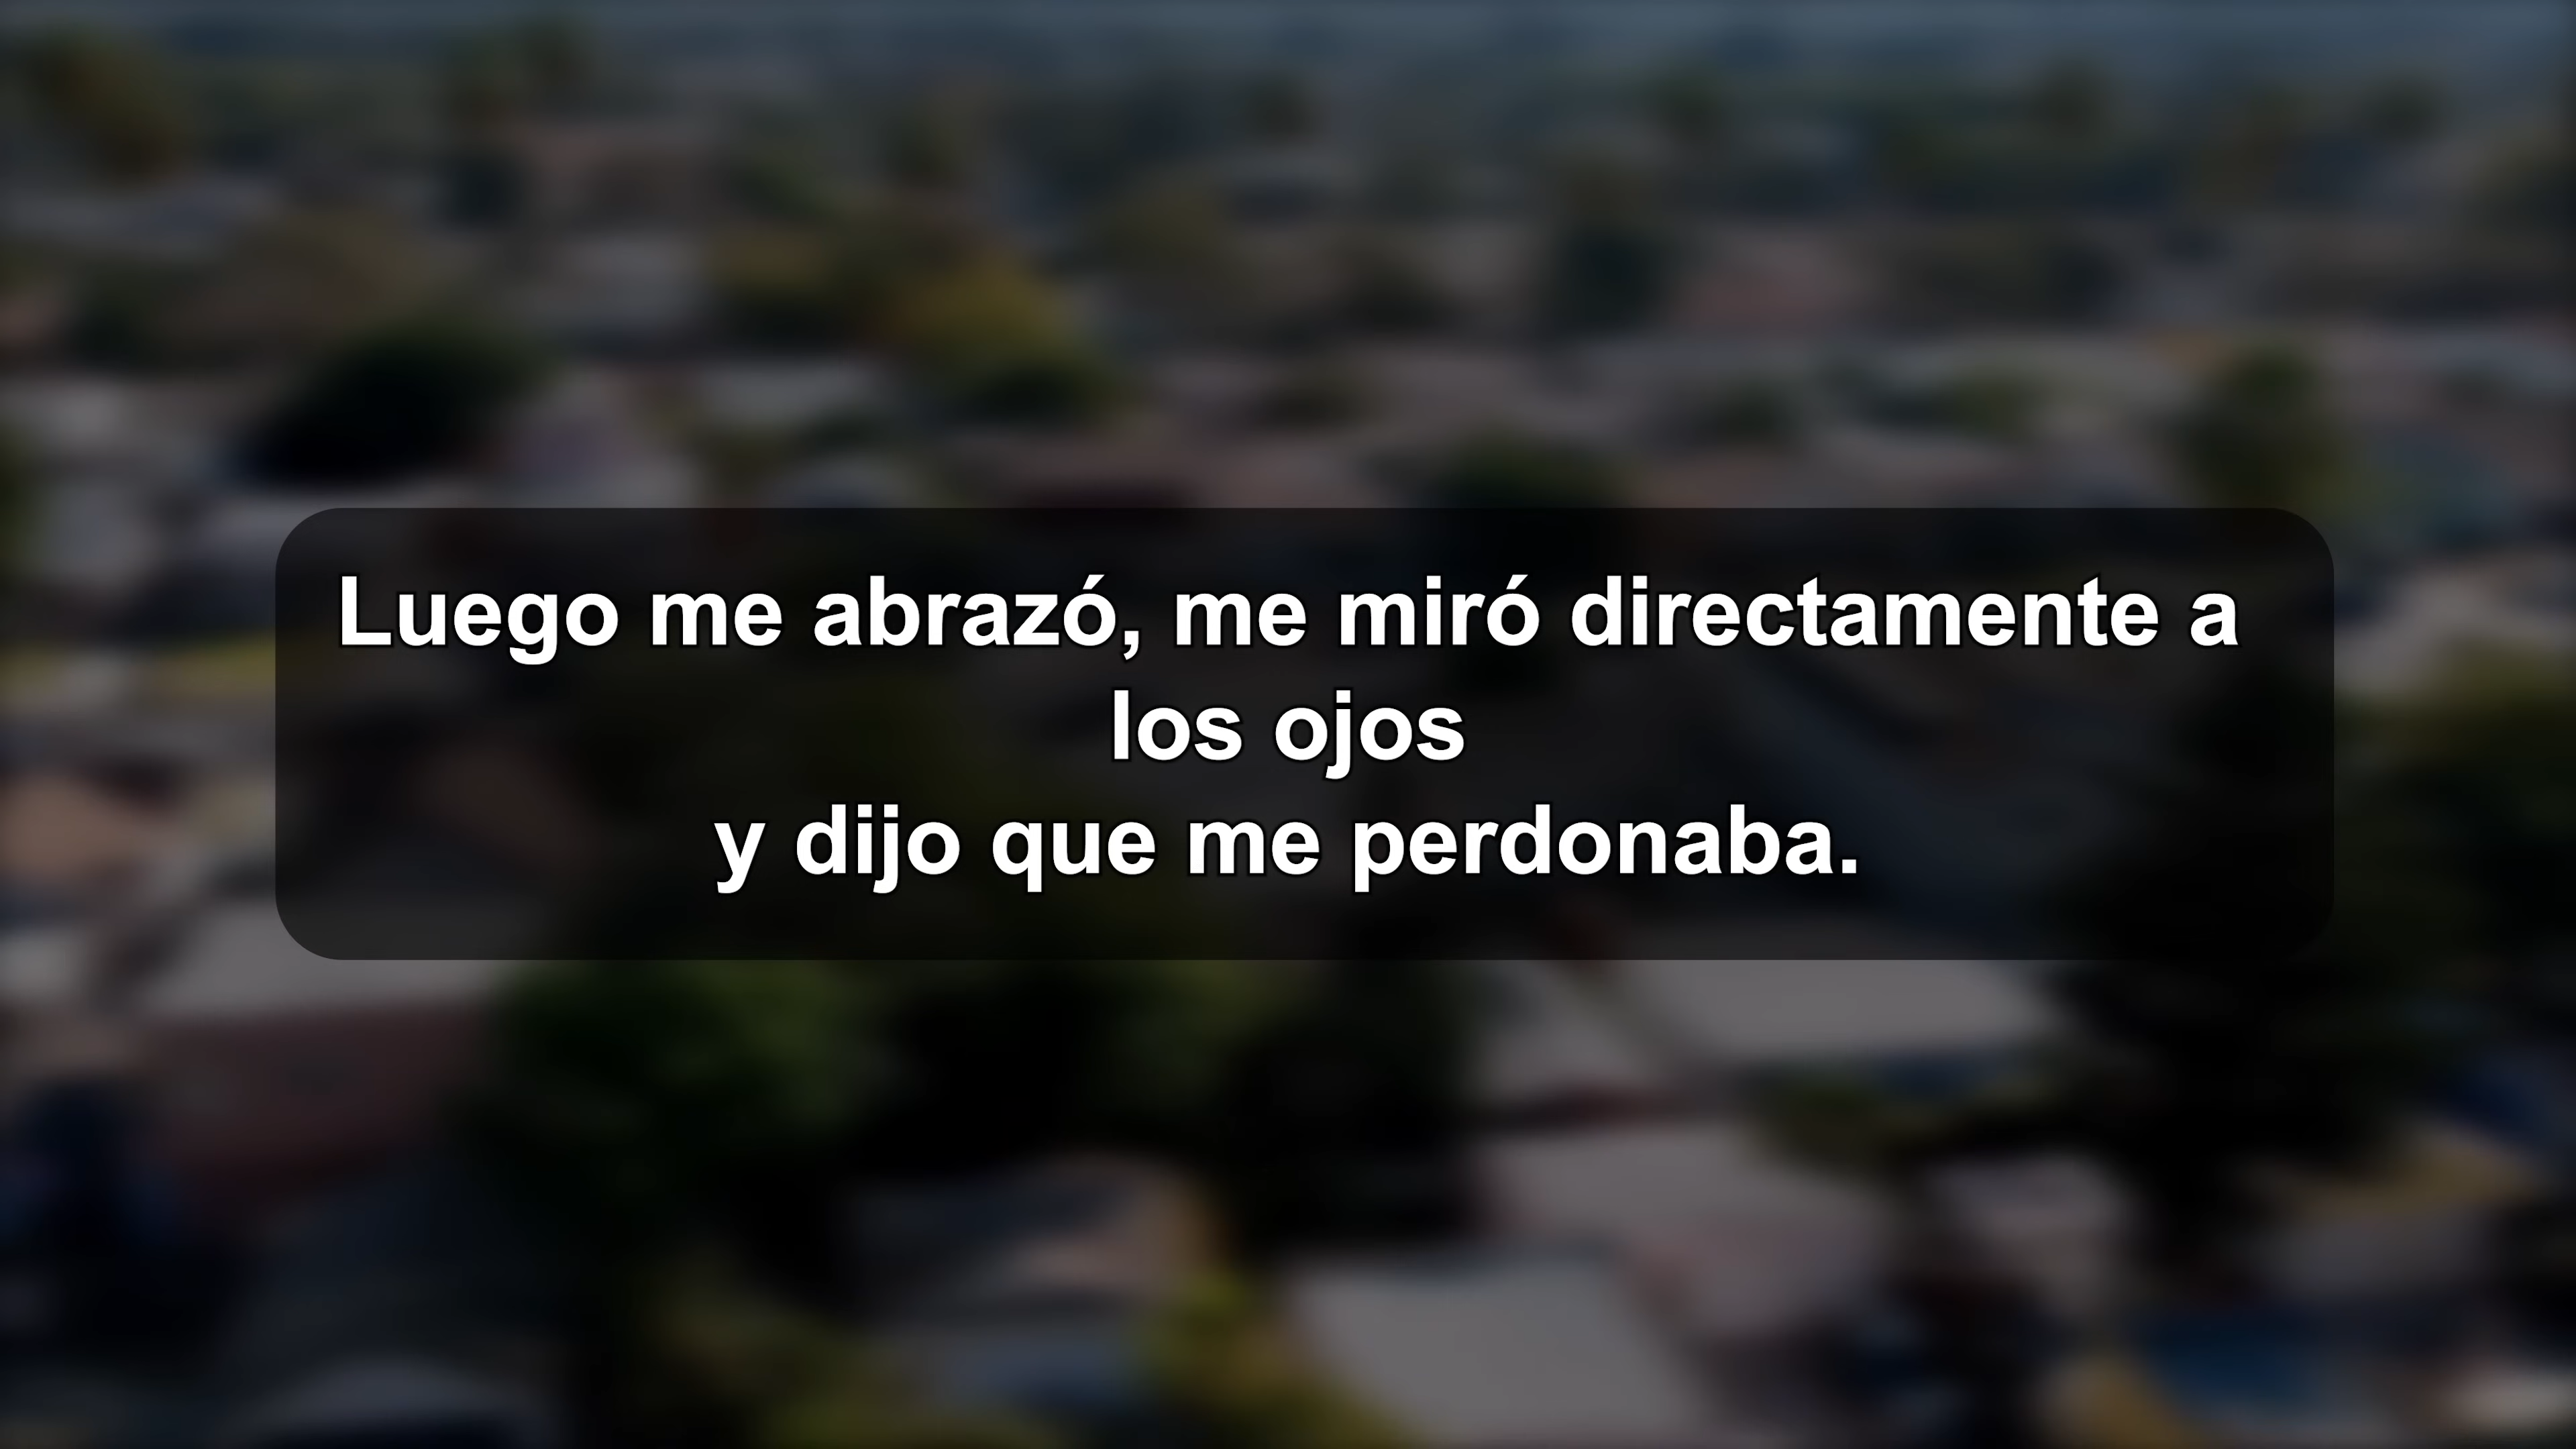 Luego me abrazó, me miró directamente a
los ojos
y dijo que me perdonaba.